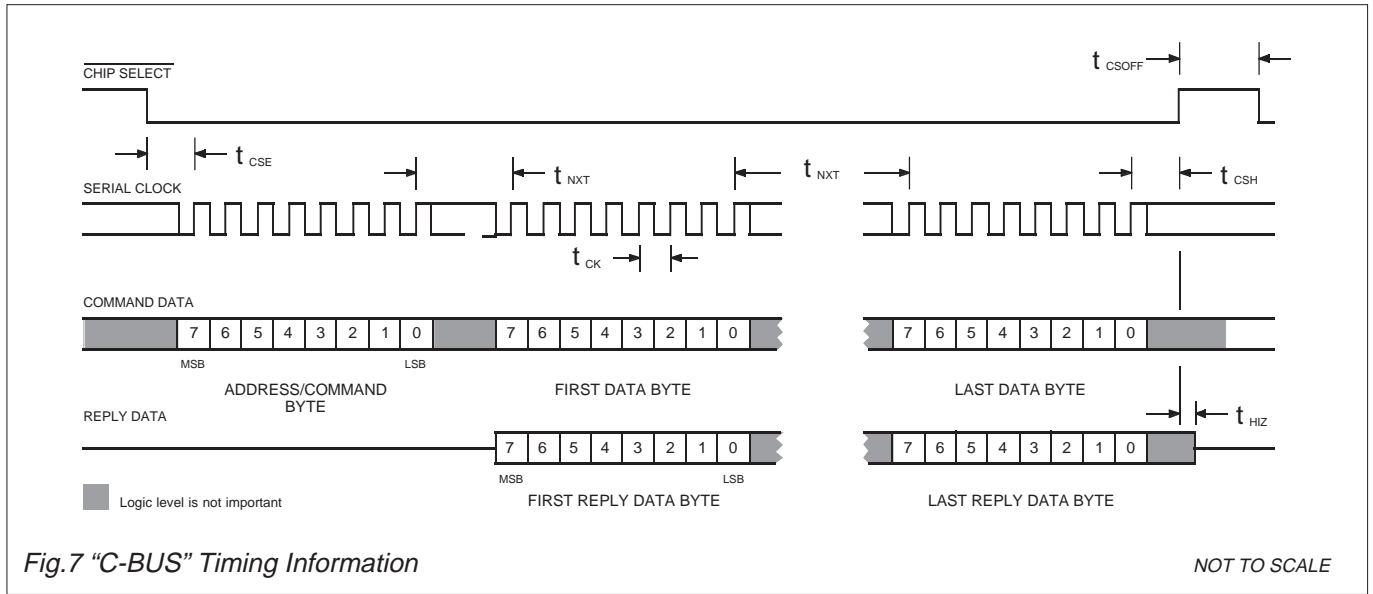 t CSOFF
CHIP SELECT
t CSE
t NXT
t NXT
t CSH
SERIAL CLOCK
t CK
COMMAND DATA
7 6 5 4 3 2 1 0 7 6 5 4 3 2 1 0 7 6 5 4 3 2 1 0
MSB LSB
ADDRESS/COMMAND
BYTE
FIRST DATA BYTE
LAST DATA BYTE
REPLY DATA
t HIZ
7 6 5 4 3 2 1 0 7 6 5 4 3 2 1 0
MSB LSB
Logic level is not important
FIRST REPLY DATA BYTE
LAST REPLY DATA BYTE
Fig.7 “C-BUS” Timing Information
NOT TO SCALE